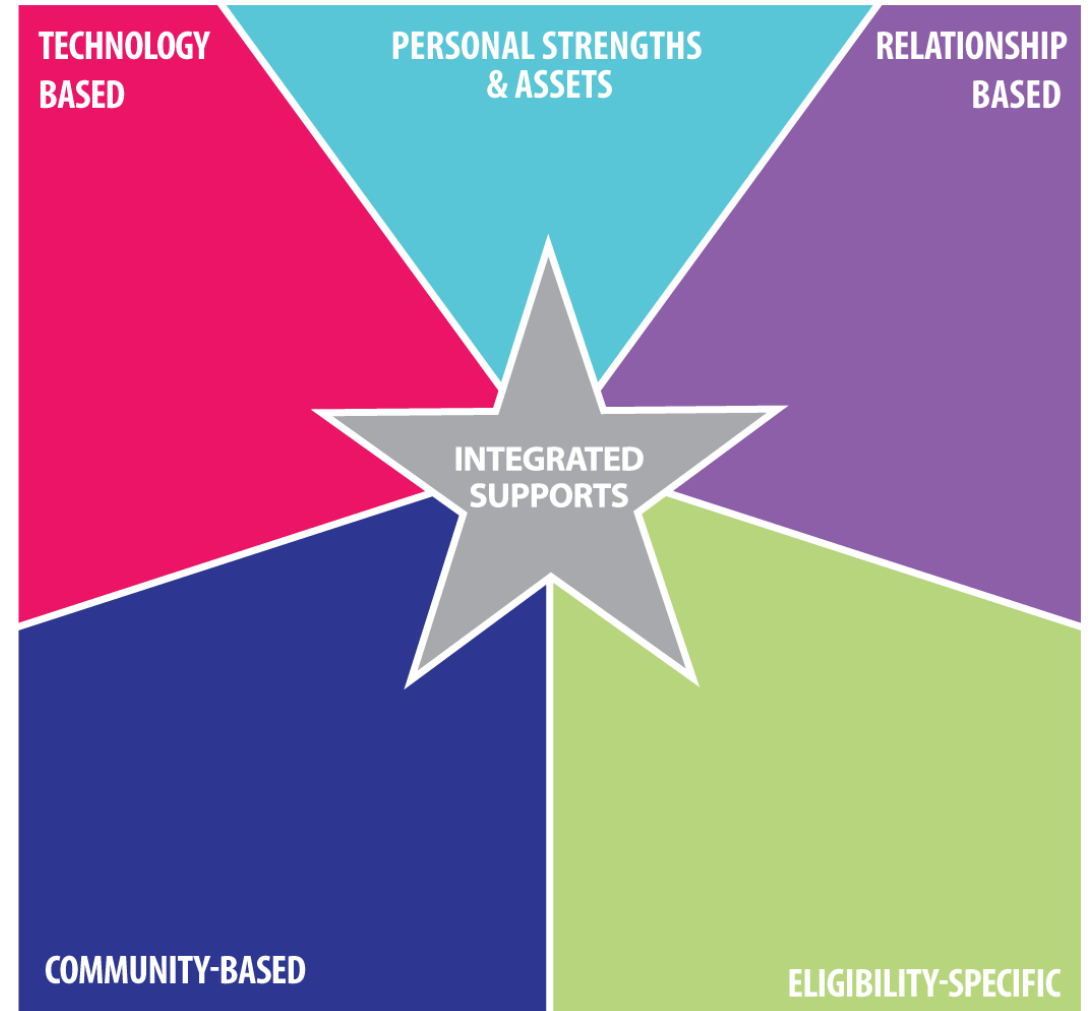 TECHNOLOGY
BASED
PERSONAL STRENGTHS
& ASSETS
RELATIONSHIP
BASED
INTEGRATED
SUPPORTS
COMMUNITY-BASED
ELIGIBILITY-SPECIFIC